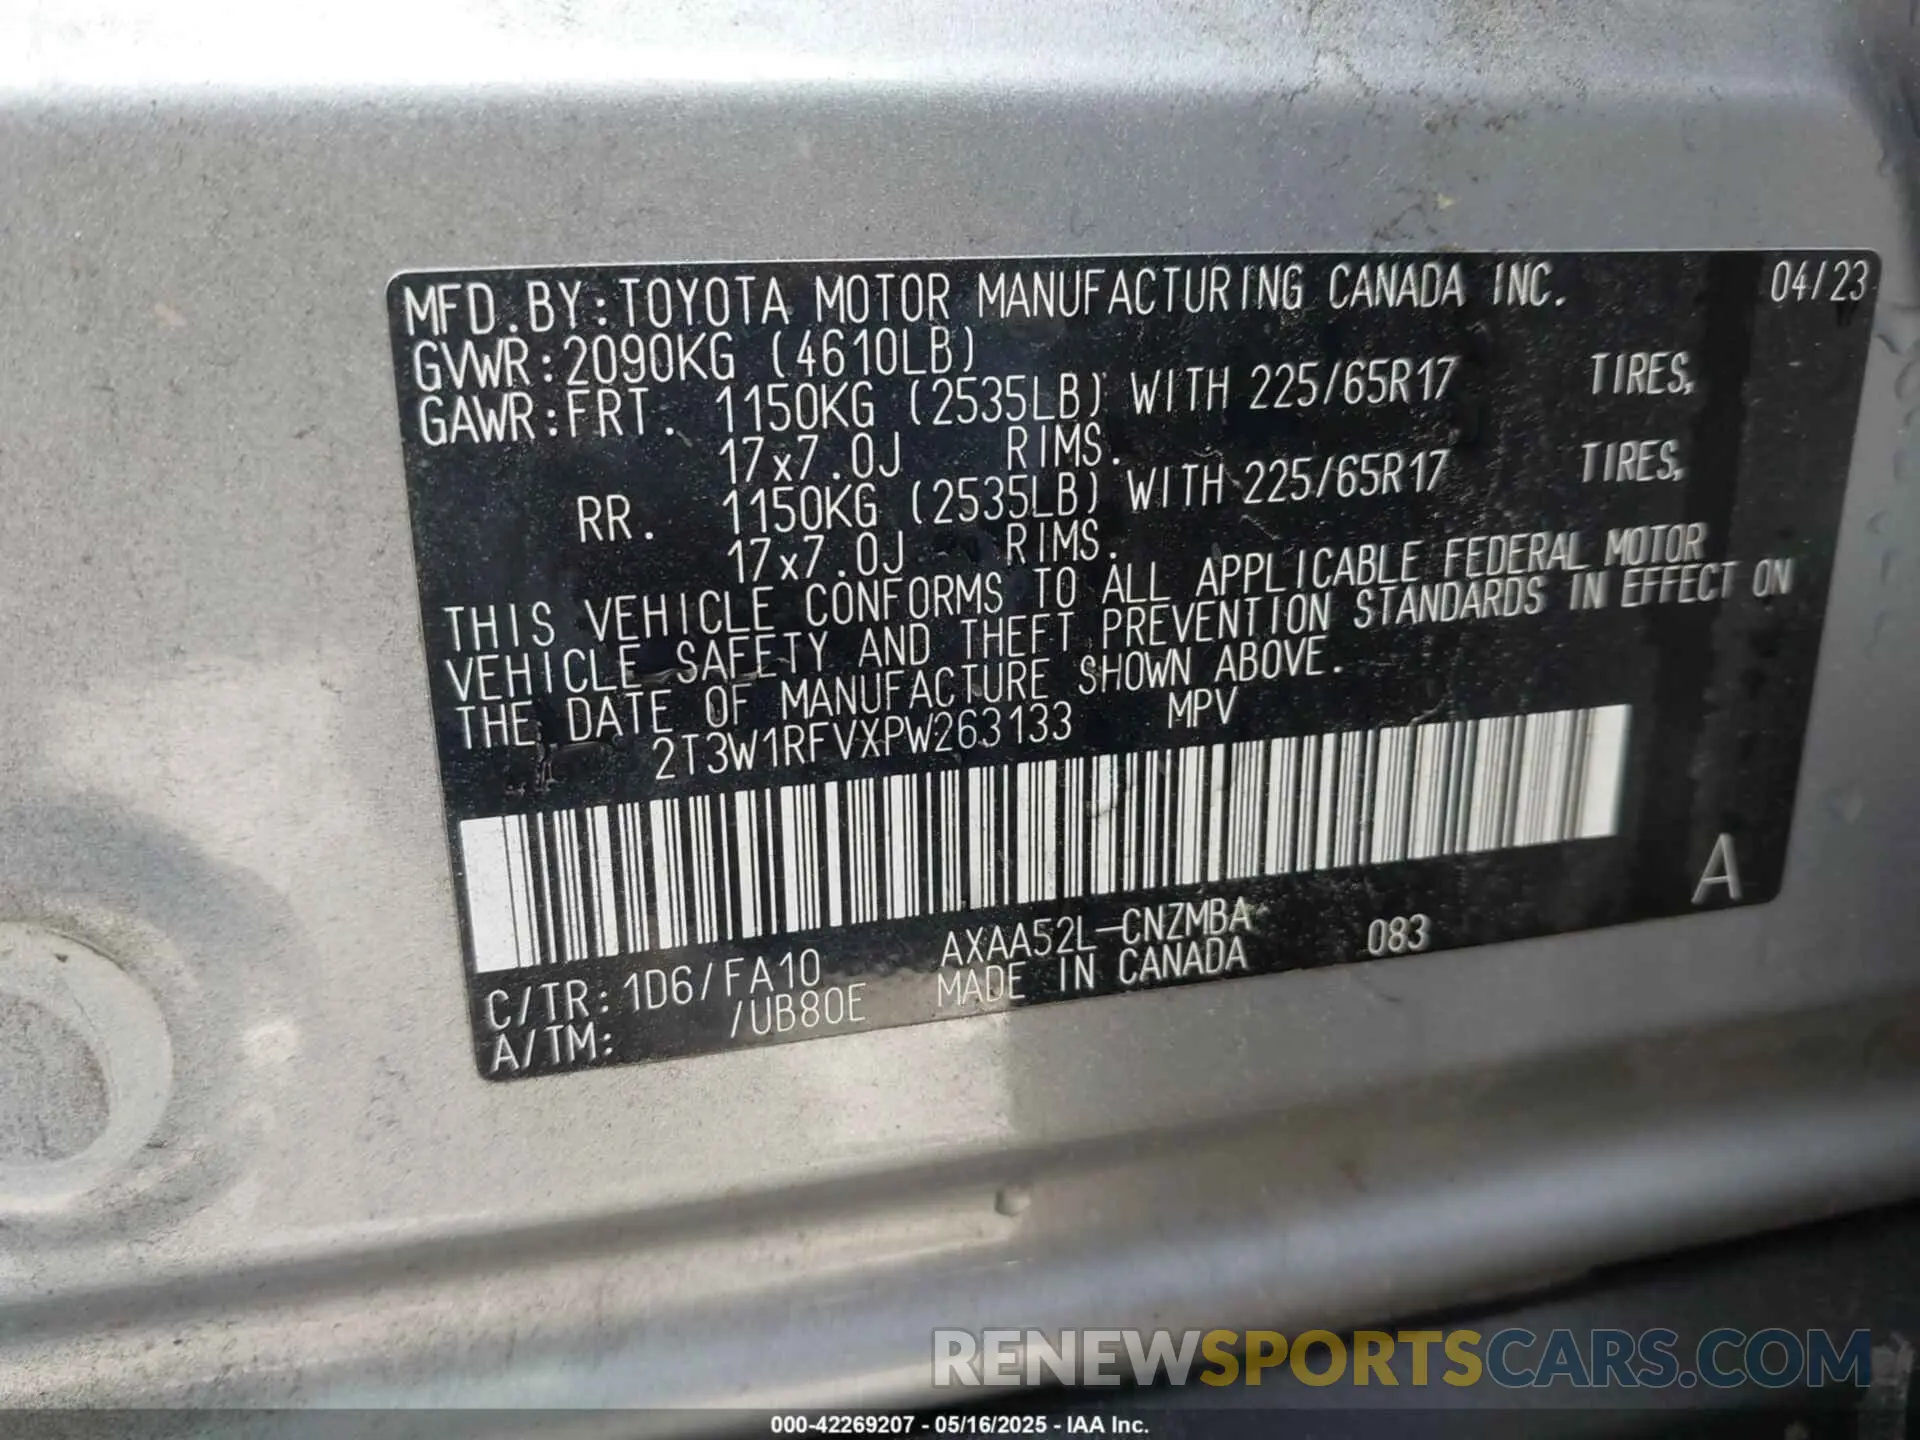 MFD.BY:TOYOTA MOTOR MANUFACTURING CANADA INC. 04/23
GVWR:2090KG (4610LB)
GAWR:FRT. 1150KG (2535LB) WITH 225/65R17 TIRES,
17x7.0J RIMS.
RR. 1150KG (2535LB) WITH 225/65R17 TIRES,
17x7.0J RIMS.
THIS VEHICLE CONFORMS TO ALL APPLICABLE FEDERAL MOTOR
VEHICLE SAFETY AND THEFT PREVENTION STANDARDS IN EFFECT ON
THE DATE OF MANUFACTURE SHOWN ABOVE.
2T3W1RFVXPW263133 MPV
A
C/TR:1D6/FA10 AXAA52L-CNZMBA 083
A/TM: /UB80E MADE IN CANADA
RENEWSPORTSCARS.COM
000-42269207 - 05/16/2025 - IAA Inc.